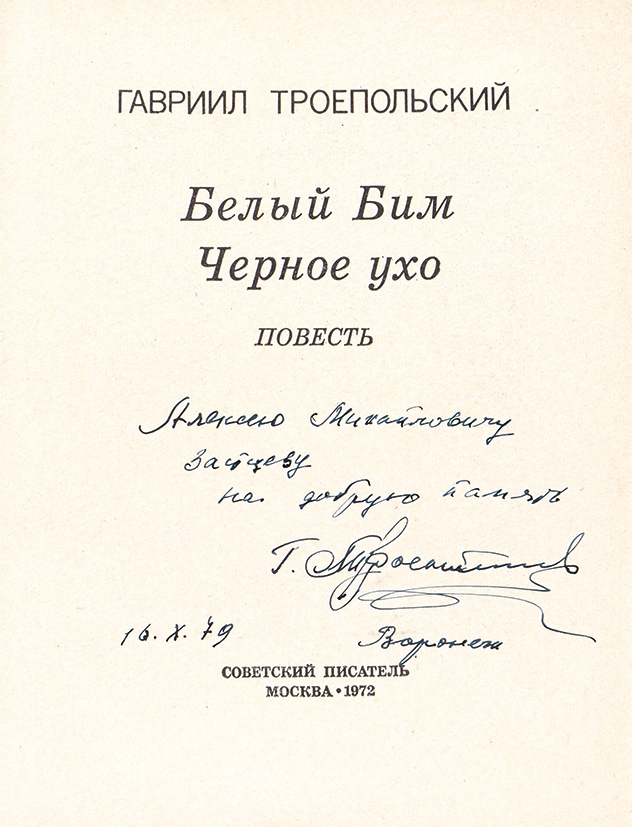 ГАВРИИЛ ТРОЕПОЛЬСКИЙ
Белый Бим
Черное ухо
ПОВЕСТЬ
Алексею Михайловичу
Зайцеву
на добрую память
Г. Троепольский
16.X.79
Воронеж
СОВЕТСКИЙ ПИСАТЕЛЬ
МОСКВА • 1972